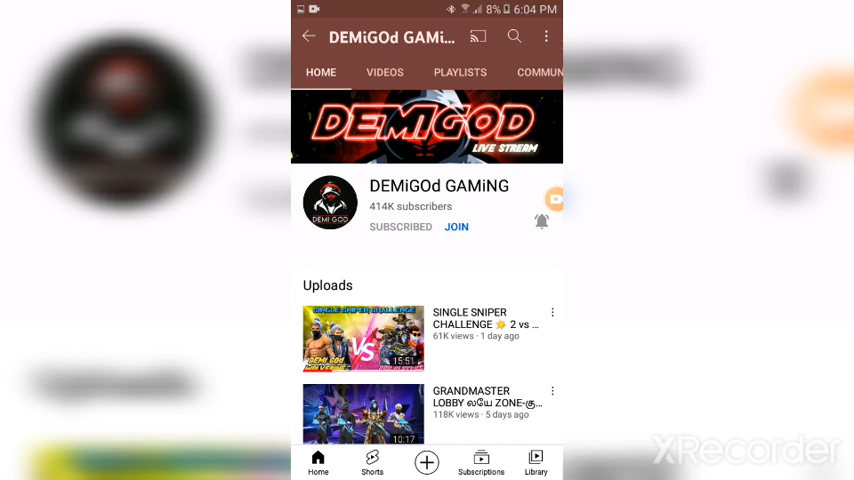 8% 6:04 PM
DEMiGOd GAMi...
HOME VIDEOS PLAYLISTS COMMUN
DEMIGOD
LIVE STREAM
DEMI GOD
DEMiGOd GAMiNG
414K subscribers
SUBSCRIBED JOIN
Uploads
SINGLE SNIPER CHALLENGE
VS
DEMI GOD
WOLVERINE
15:51
SINGLE SNIPER
CHALLENGE 2 vs ...
61K views · 1 day ago
10:17
GRANDMASTER
LOBBY லயே ZONE-கு...
118K views · 5 days ago
Home Shorts Subscriptions Library
XRecorder